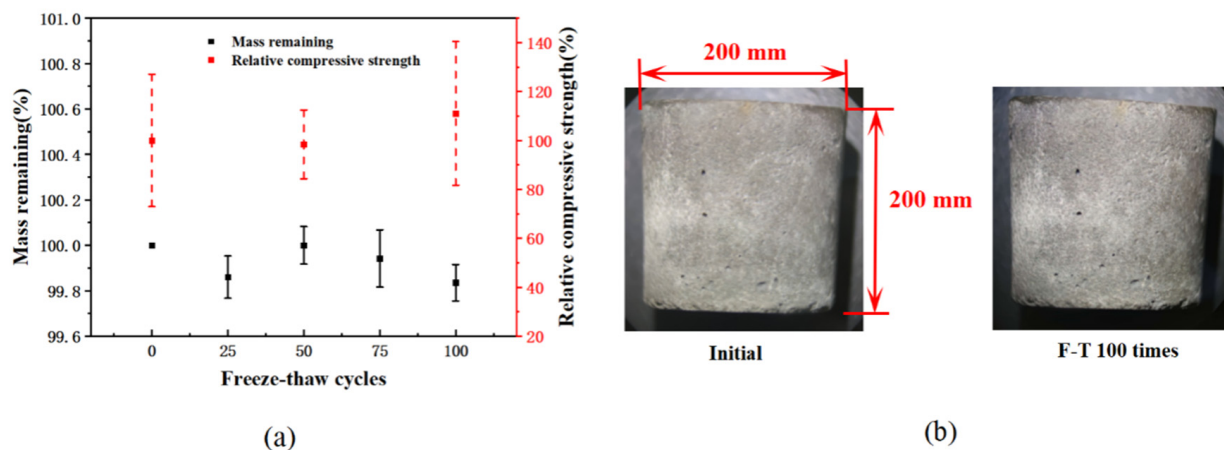 101.0
100.8
100.6
100.4
100.2
100.0
99.8
99.6
Mass remaining(%)
Mass remaining
Relative compressive strength
140
120
100
80
60
40
20
Relative compressive strength(%)
0 25 50 75 100
Freeze-thaw cycles
(a)
200 mm
200 mm
Initial
F-T 100 times
(b)